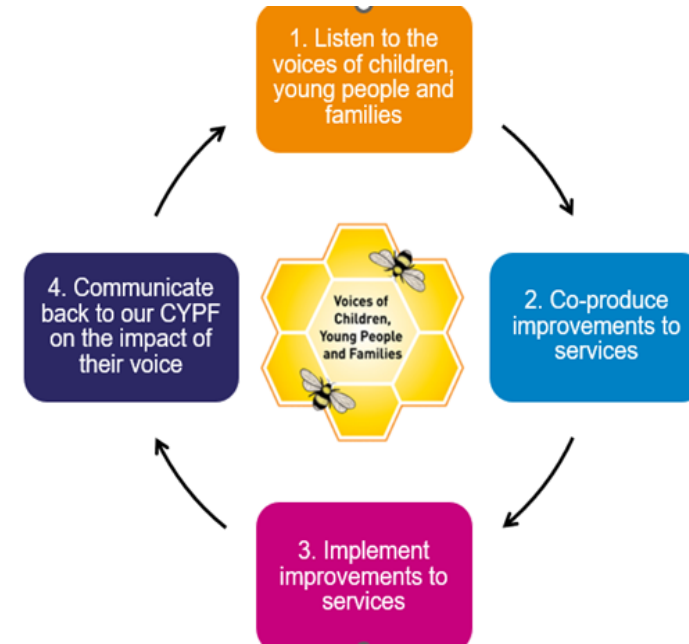 1. Listen to the
voices of children,
young people and
families
2. Co-produce
improvements to
services
3. Implement
improvements to
services
4. Communicate
back to our CYPF
on the impact of
their voice
Voices of
Children,
Young People
and Families